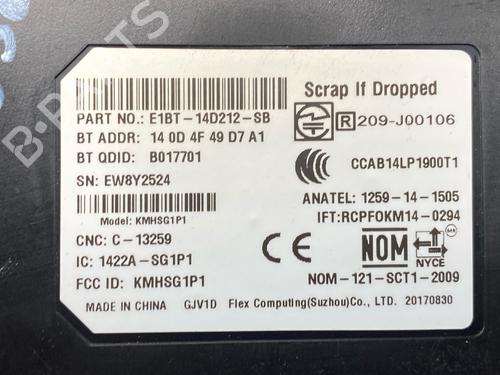 Scrap If Dropped
PART NO.: E1BT-14D212-SB
R 209-J00106
BT ADDR: 14 0D 4F 49 D7 A1
BT QDID: B017701
CCAB14LP1900T1
SN: EW8Y2524
ANATEL: 1259-14-1505
Model: KMHSG1P1
IFT:RCPFOKM14-0294
CNC: C-13259
CE
NOM
NYCE
IC: 1422A-SG1P1
FCC ID: KMHSG1P1
NOM-121-SCT1-2009
MADE IN CHINA GJV1D Flex Computing(Suzhou)Co., LTD. 20170830
B-PARTS